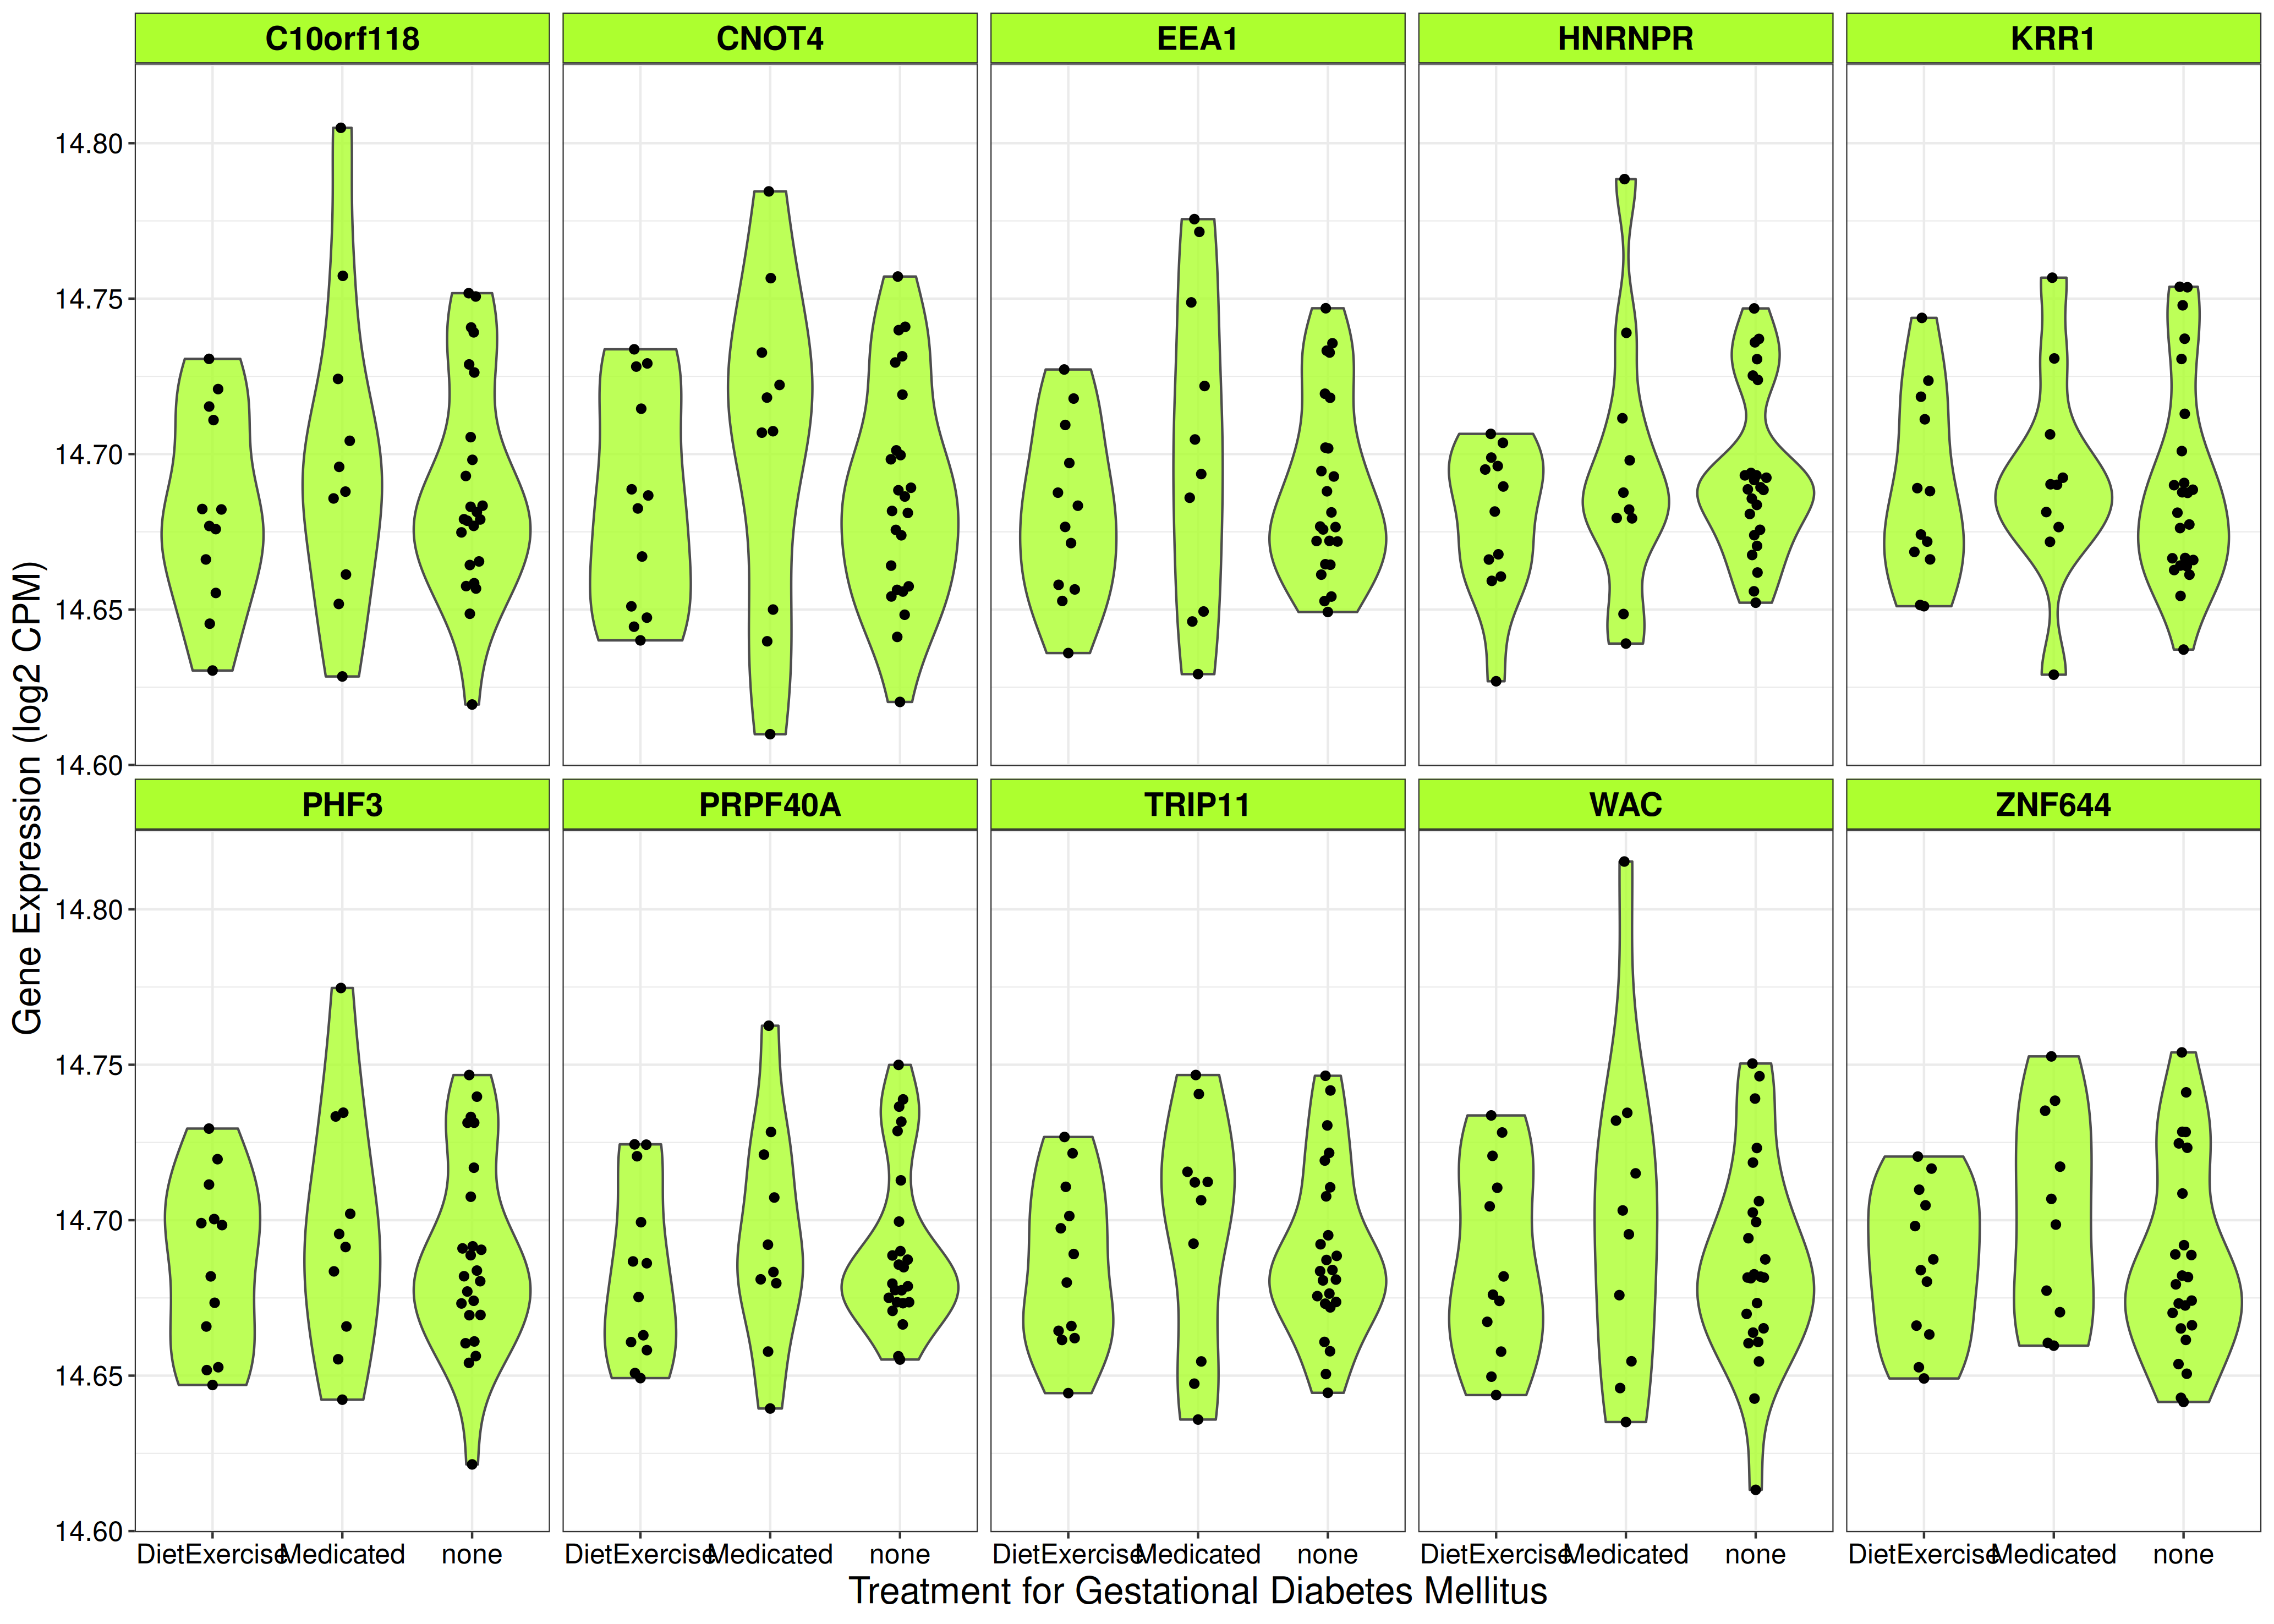 C10orf118 CNOT4 EEA1 HNRNPR KRR1
14.80
14.75
14.70
14.65
14.60
PHF3 PRPF40A TRIP11 WAC ZNF644
14.80
14.75
14.70
14.65
14.60
Gene Expression (log2 CPM)
DietExercise Medicated none DietExercise Medicated none DietExercise Medicated none DietExercise Medicated none DietExercise Medicated none
Treatment for Gestational Diabetes Mellitus